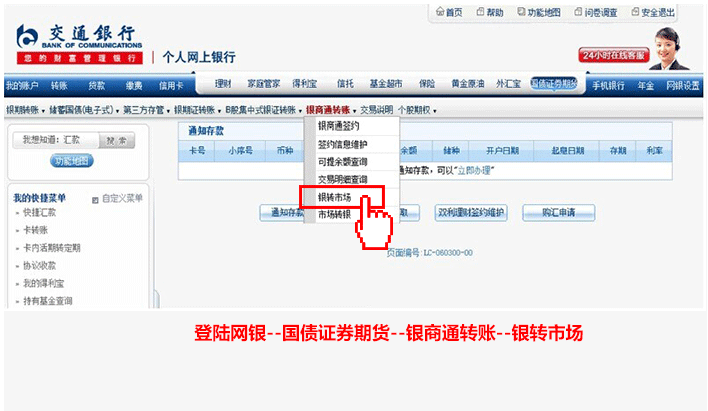 首页 帮助 功能地图 问卷调查 安全退出
交通银行
BANK OF COMMUNICATIONS
您的财富管理银行
个人网上银行
24小时在线客服
我的账户 转账 贷款 缴费 信用卡 理财 家庭管家 得利宝 信托 基金超市 保险 黄金原油 外汇宝 国债证券期货 手机银行 年金 网银设置
银期转账 储蓄国债(电子式) 第三方存管 银期证转账 B股集中式银证转账 银商通转账 交易说明 个股期权
我想知道: 汇款 搜索
功能地图
我的快捷菜单 自定义菜单
快捷汇款
卡转账
卡内活期转定期
协议收款
我的得利宝
持有基金查询
通知存款
卡号 小序号 币种 余额 储种 开户日期 起息日期 存期 利率
通知存款，可以"立即办理"
银商通签约
签约信息维护
可提余额查询
交易明细查询
银转市场
市场转银
通知存款 取 双利理财签约维护 购汇申请
页面编号: LC-060300-00
登陆网银--国债证券期货--银商通转账--银转市场